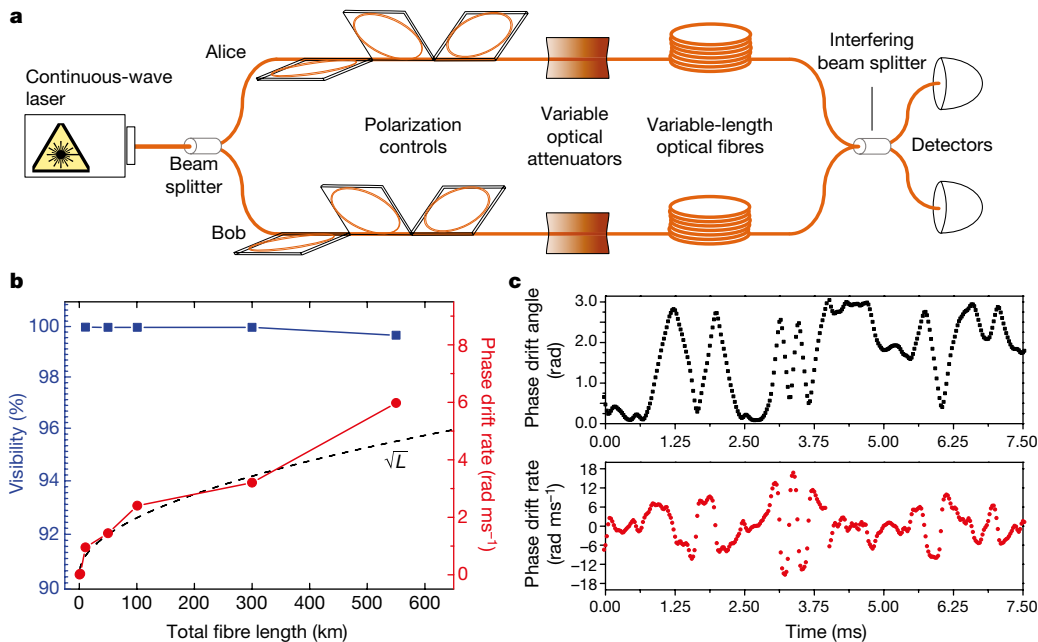 a
Continuous-wave
laser
Alice
Bob
Beam
splitter
Polarization
controls
Variable
optical
attenuators
Variable-length
optical fibres
Interfering
beam splitter
Detectors
b
Visibility (%)
100
98
96
94
92
90
0 100 200 300 400 500 600
Total fibre length (km)
√L
8
6
4
2
0
Phase drift rate (rad ms⁻¹)
c
Phase drift angle
(rad)
3.0
2.0
1.0
0.0
0.00 1.25 2.50 3.75 5.00 6.25 7.50
Phase drift rate
(rad ms⁻¹)
18
12
6
0
−6
−12
−18
0.00 1.25 2.50 3.75 5.00 6.25 7.50
Time (ms)